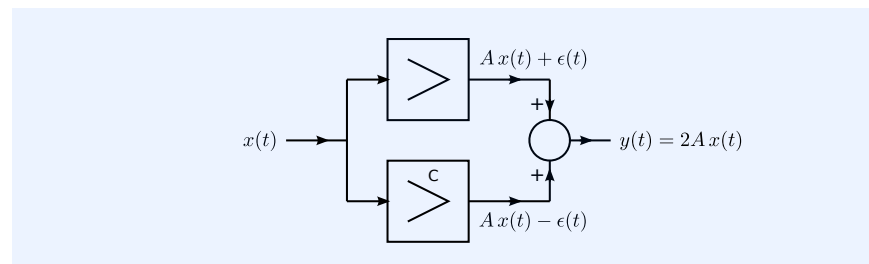 A x(t) + ϵ(t)
+
x(t)
y(t) = 2A x(t)
C
+
A x(t) − ϵ(t)